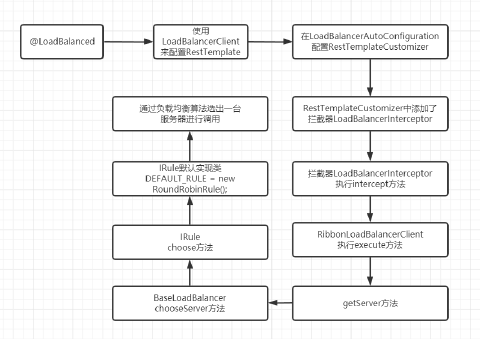 @LoadBalanced
使用
LoadBalancerClient
来配置RestTemplate
在LoadBalancerAutoConfiguration
配置RestTemplateCustomizer
RestTemplateCustomizer中添加了
拦截器LoadBalancerInterceptor
拦截器LoadBalancerInterceptor
执行intercept方法
RibbonLoadBalancerClient
执行execute方法
getServer方法
BaseLoadBalancer
chooseServer方法
IRule
choose方法
IRule默认实现类
DEFAULT_RULE = new
RoundRobinRule();
通过负载均衡算法选出一台
服务器进行调用